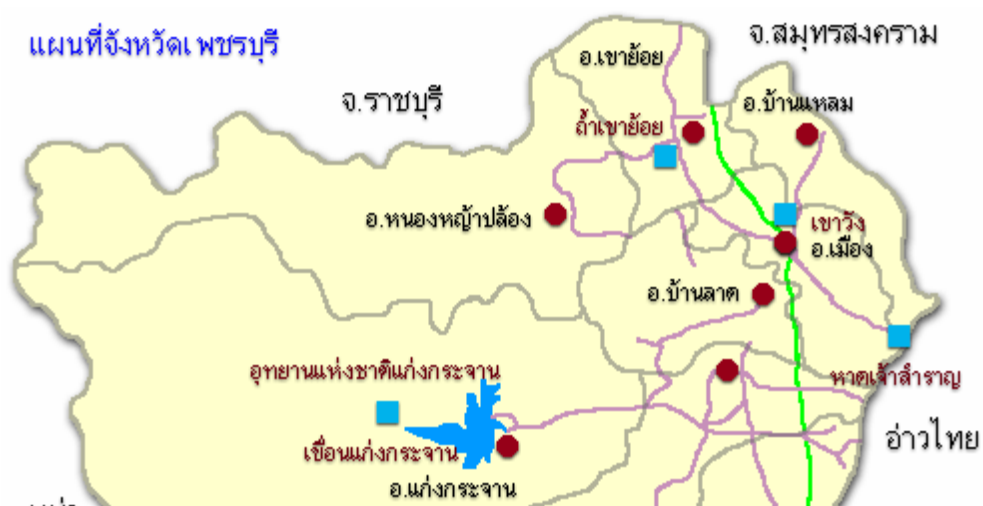 แผนที่จังหวัดเพชรบุรี
จ.สมุทรสงคราม
อ.เขาย้อย
จ.ราชบุรี
อ.บ้านแหลม
ถ้ำเขาย้อย
อ.หนองหญ้าปล้อง
เขาวัง
อ.เมือง
อ.บ้านลาด
อุทยานแห่งชาติแก่งกระจาน
หาดเจ้าสำราญ
อ่าวไทย
เขื่อนแก่งกระจาน
อ.แก่งกระจาน